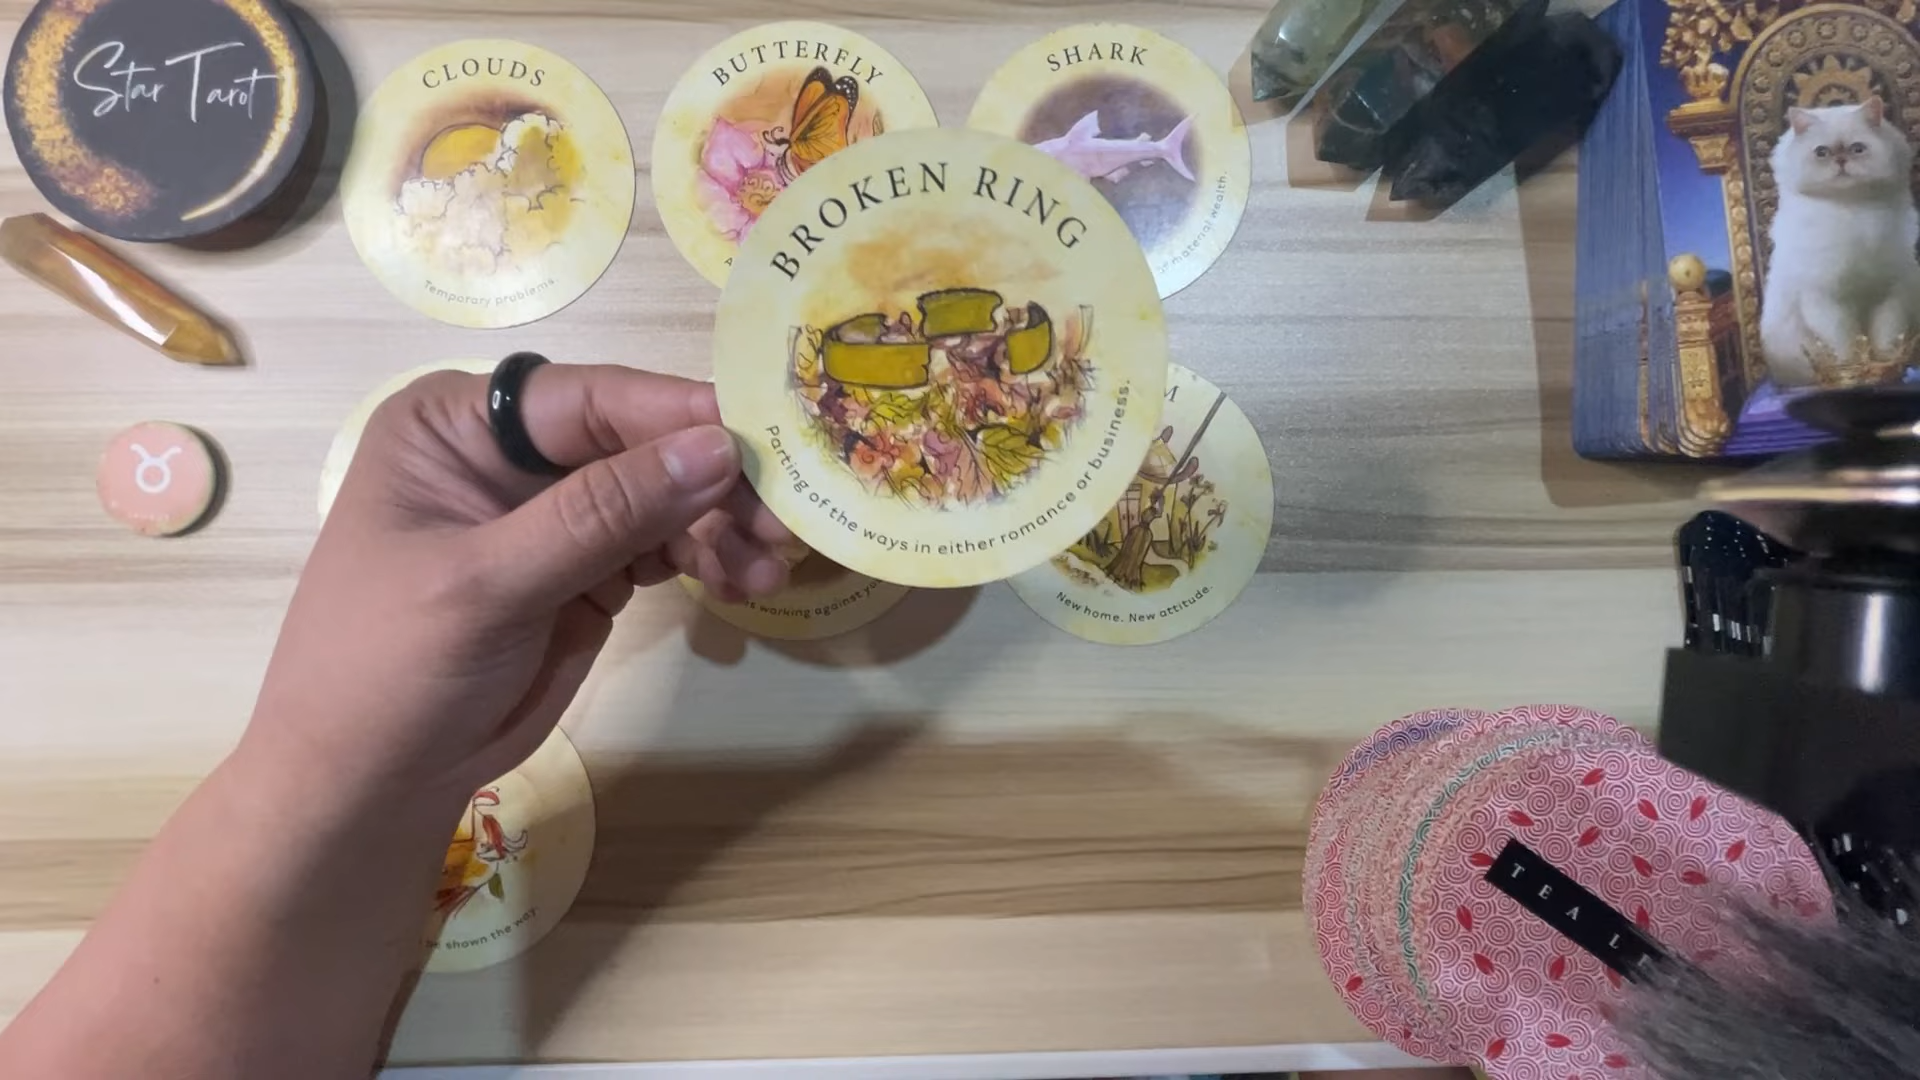 Star Tarot
CLOUDS
Temporary problems.
BUTTERFLY
SHARK
material wealth.
BROKEN RING
Parting of the ways in either romance or business.
working against
New home. New attitude.
be shown the way.
TEA